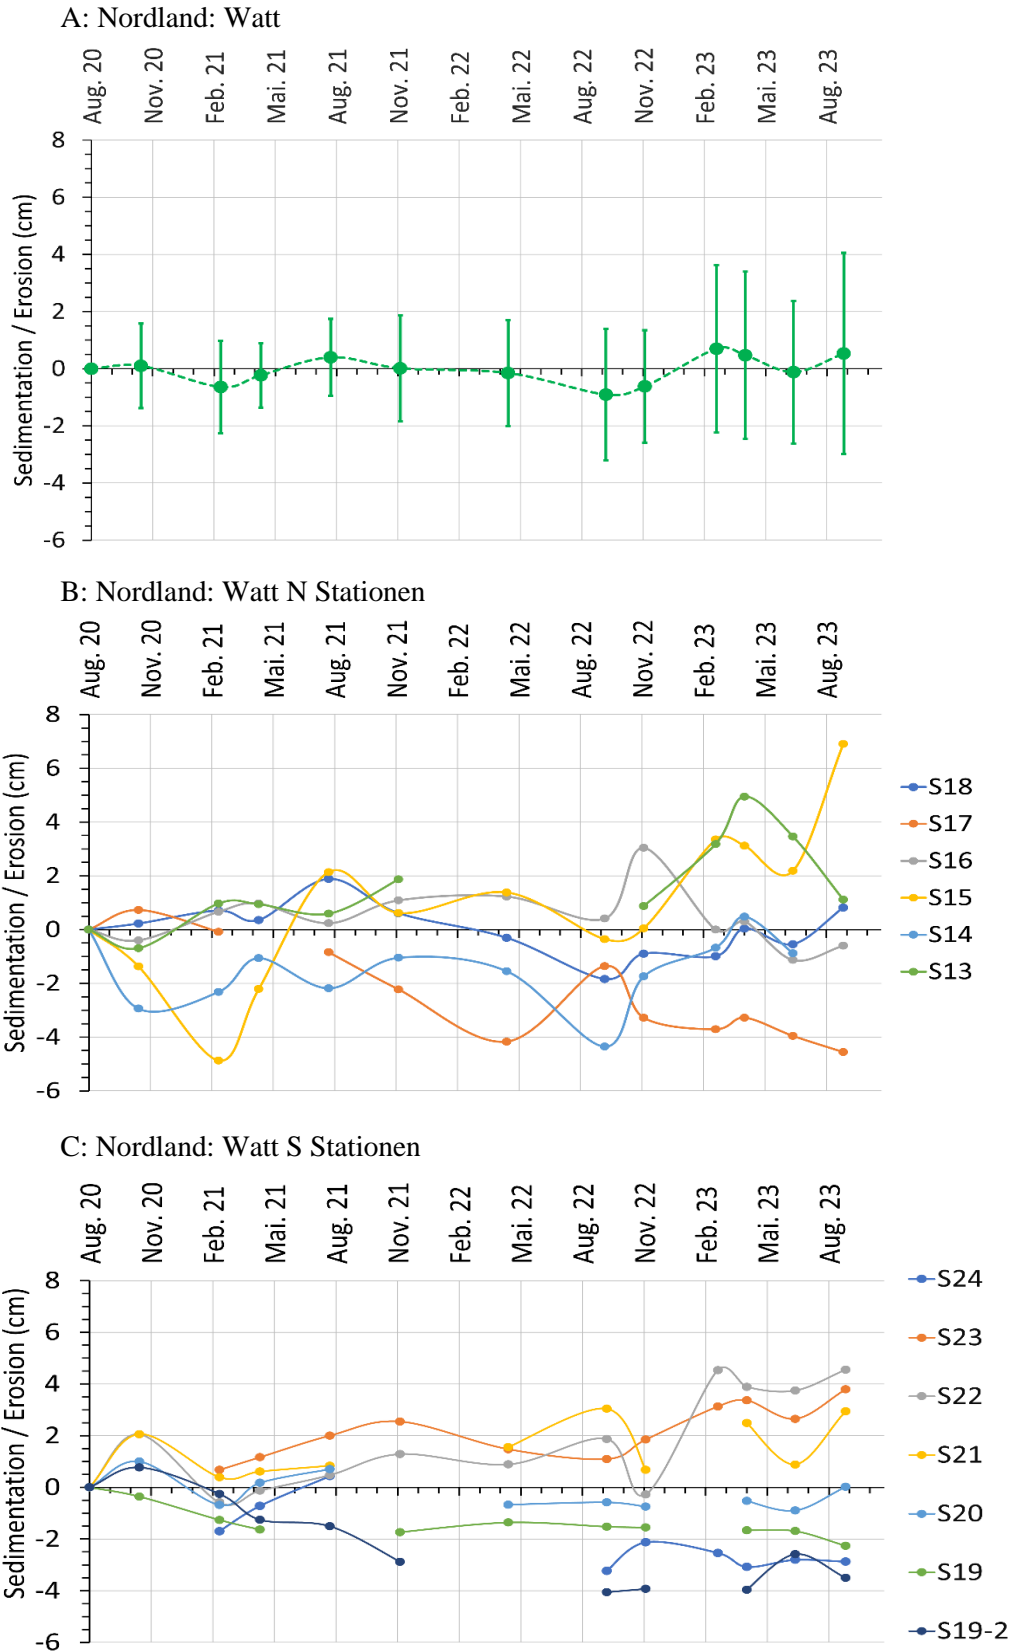 A: Nordland: Watt
Aug. 20 Nov. 20 Feb. 21 Mai. 21 Aug. 21 Nov. 21 Feb. 22 Mai. 22 Aug. 22 Nov. 22 Feb. 23 Mai. 23 Aug. 23
Sedimentation / Erosion (cm)
8
6
4
2
0
-2
-4
-6
B: Nordland: Watt N Stationen
Aug. 20 Nov. 20 Feb. 21 Mai. 21 Aug. 21 Nov. 21 Feb. 22 Mai. 22 Aug. 22 Nov. 22 Feb. 23 Mai. 23 Aug. 23
Sedimentation / Erosion (cm)
8
6
4
2
0
-2
-4
-6
S18
S17
S16
S15
S14
S13
C: Nordland: Watt S Stationen
Aug. 20 Nov. 20 Feb. 21 Mai. 21 Aug. 21 Nov. 21 Feb. 22 Mai. 22 Aug. 22 Nov. 22 Feb. 23 Mai. 23 Aug. 23
Sedimentation / Erosion (cm)
8
6
4
2
0
-2
-4
-6
S24
S23
S22
S21
S20
S19
S19-2